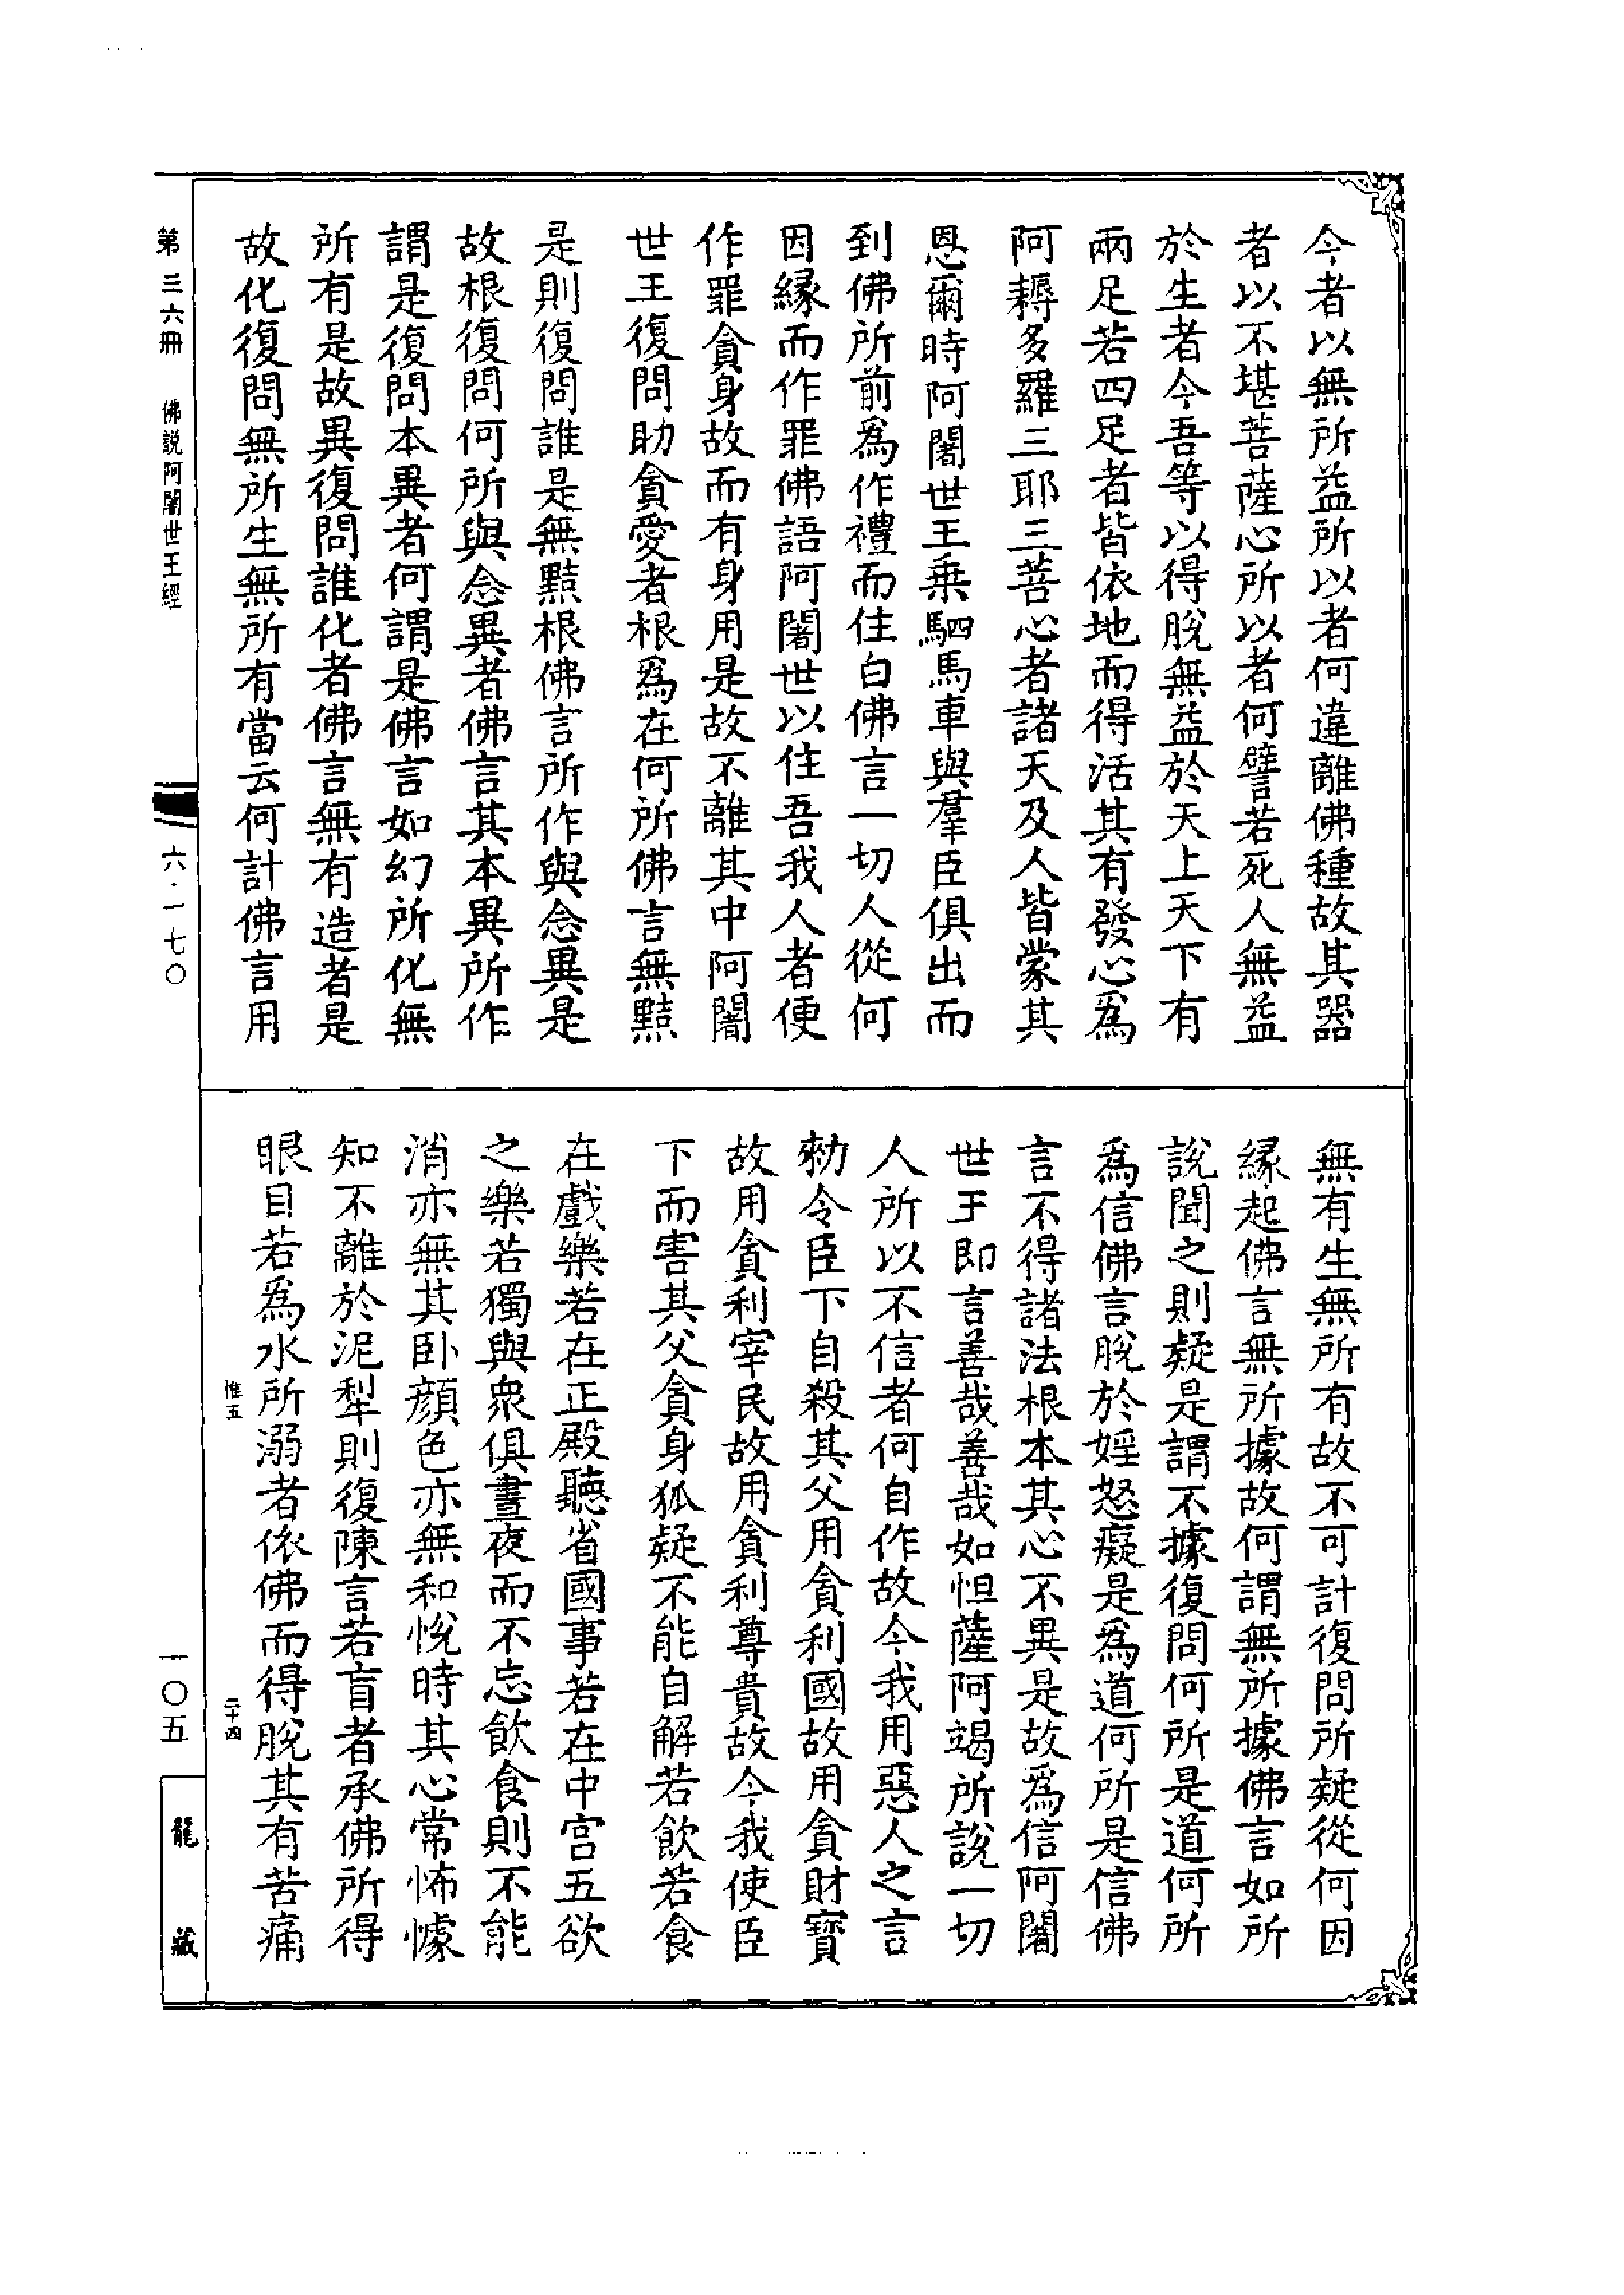 今者以無所益所以者何違離佛種故其器
者以不堪菩薩心所以者何譬若死人無益
於生者今吾等以得脫無益於天上天下有
兩足若四足者皆依地而得活其有發心爲
阿耨多羅三耶三菩心者諸天及人皆蒙其
恩爾時阿闍世王乗駟馬車與羣臣俱出而
到佛所前爲作禮而住白佛言一切人從何
因緣而作罪佛語阿闍世以住吾我人者便
作罪貪身故而有身用是故不離其中阿闍
世王復問助貪愛者根爲在何所佛言無黠
是則復問誰是無黠根佛言所作與念異是
故根復問何所與念異者佛言其本異所作
謂是復問本異者何謂是佛言如幻所化無
所有是故異復問誰化者佛言無有造者是
故化復問無所生無所有當云何計佛言用
無有生無所有故不可計復問所疑從何因
緣起佛言無所據故何謂無所據佛言如所
說聞之則疑是謂不據復問何所是道何所
爲信佛言脫於婬怒癡是爲道何所是信佛
言不得諸法根本其心不異是故爲信阿闍
世王即言善哉善哉如怛薩阿竭所說一切
人所以不信者何自作故今我用惡人之言
勑令臣下自殺其父用貪利國故用貪財寶
故用貪利宰民故用貪利尊貴故今我使臣
下而害其父貪身狐疑不能自解若飲若食
在戲樂若在正殿聽省國事若在中宮五欲
之樂若獨與衆俱晝夜而不忘飲食則不能
消亦無其卧顏色亦無和悅時其心常怖懅
知不離於泥犁則復陳言若盲者承佛所得
眼目若爲水所溺者依佛而得脫其有苦痛
惟五
二十四
第三六冊 佛説阿闍世王經
六·一七〇
一〇五
龍藏